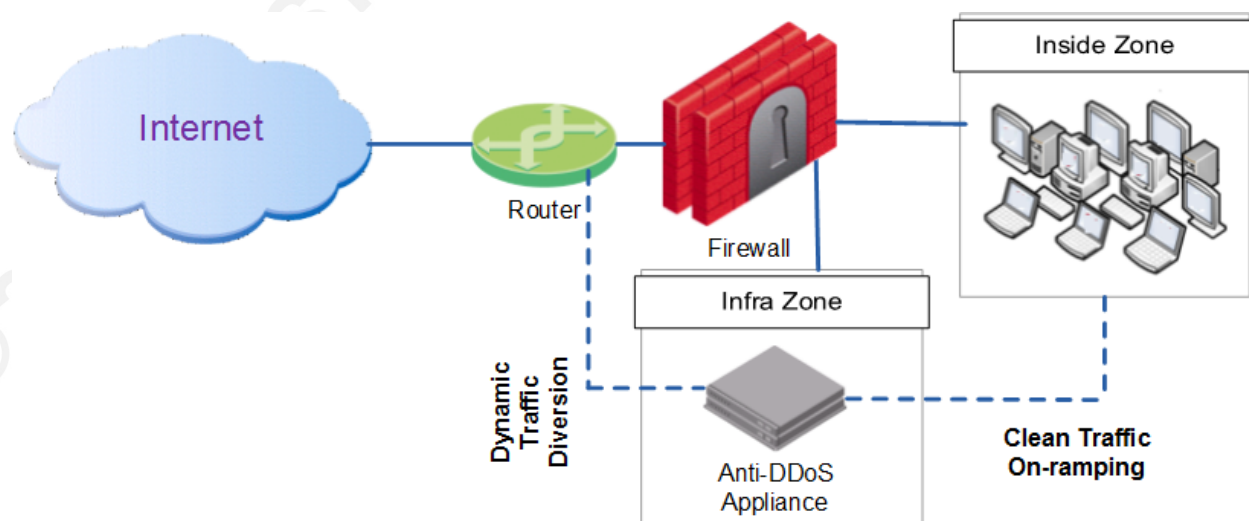 Internet
Router
Firewall
Inside Zone
Infra Zone
Dynamic
Traffic
Diversion
Anti-DDoS
Appliance
Clean Traffic
On-ramping